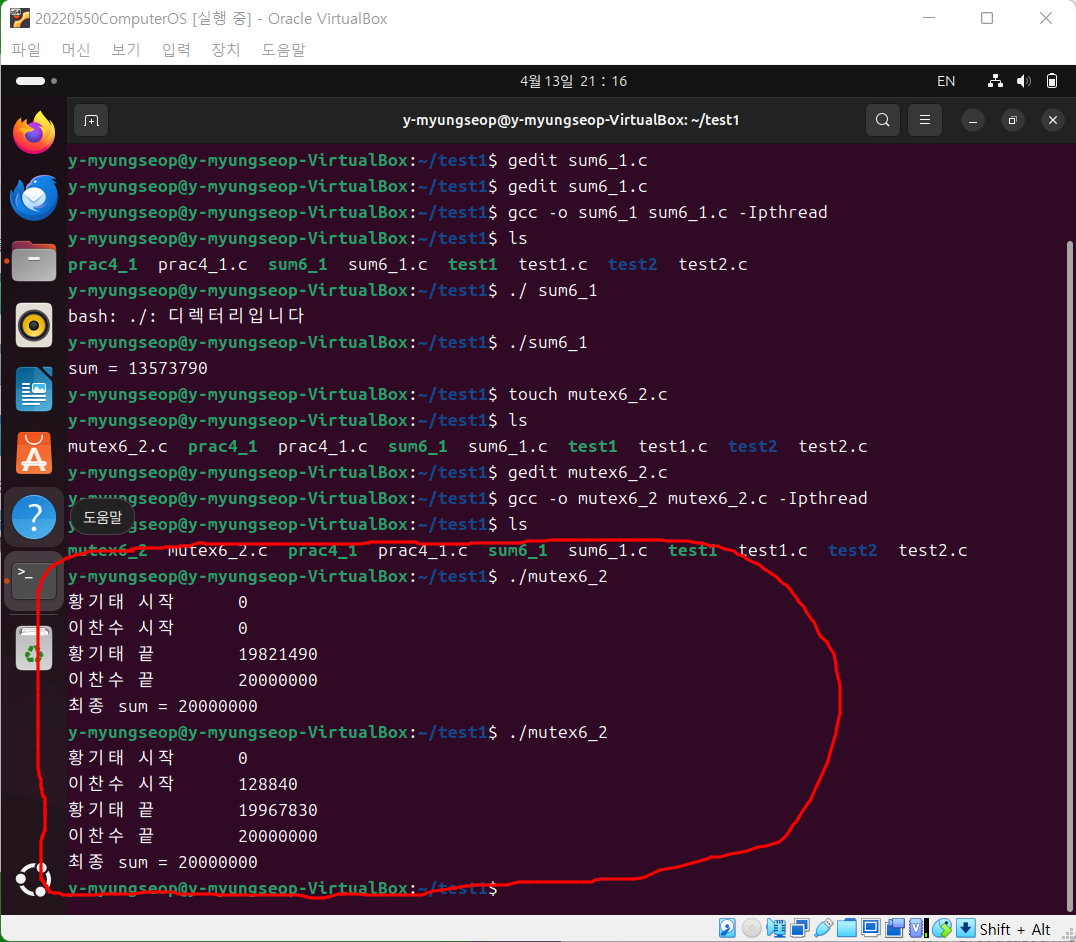 20220550ComputerOS [실행 중] - Oracle VirtualBox
파일 머신 보기 입력 장치 도움말
4월 13일 21 : 16 EN
y-myungseop@y-myungseop-VirtualBox: ~/test1
y-myungseop@y-myungseop-VirtualBox:~/test1$ gedit sum6_1.c
y-myungseop@y-myungseop-VirtualBox:~/test1$ gedit sum6_1.c
y-myungseop@y-myungseop-VirtualBox:~/test1$ gcc -o sum6_1 sum6_1.c -Ipthread
y-myungseop@y-myungseop-VirtualBox:~/test1$ ls
prac4_1 prac4_1.c sum6_1 sum6_1.c test1 test1.c test2 test2.c
y-myungseop@y-myungseop-VirtualBox:~/test1$ ./ sum6_1
bash: ./: 디렉터리입니다
y-myungseop@y-myungseop-VirtualBox:~/test1$ ./sum6_1
sum = 13573790
y-myungseop@y-myungseop-VirtualBox:~/test1$ touch mutex6_2.c
y-myungseop@y-myungseop-VirtualBox:~/test1$ ls
mutex6_2.c prac4_1 prac4_1.c sum6_1 sum6_1.c test1 test1.c test2 test2.c
y-myungseop@y-myungseop-VirtualBox:~/test1$ gedit mutex6_2.c
y-myungseop@y-myungseop-VirtualBox:~/test1$ gcc -o mutex6_2 mutex6_2.c -Ipthread
도움말
y-myungseop@y-myungseop-VirtualBox:~/test1$ ls
mutex6_2 mutex6_2.c prac4_1 prac4_1.c sum6_1 sum6_1.c test1 test1.c test2 test2.c
y-myungseop@y-myungseop-VirtualBox:~/test1$ ./mutex6_2
황기태 시작 0
이찬수 시작 0
황기태 끝 19821490
이찬수 끝 20000000
최종 sum = 20000000
y-myungseop@y-myungseop-VirtualBox:~/test1$ ./mutex6_2
황기태 시작 0
이찬수 시작 128840
황기태 끝 19967830
이찬수 끝 20000000
최종 sum = 20000000
y-myungseop@y-myungseop-VirtualBox:~/test1$
Shift + Alt